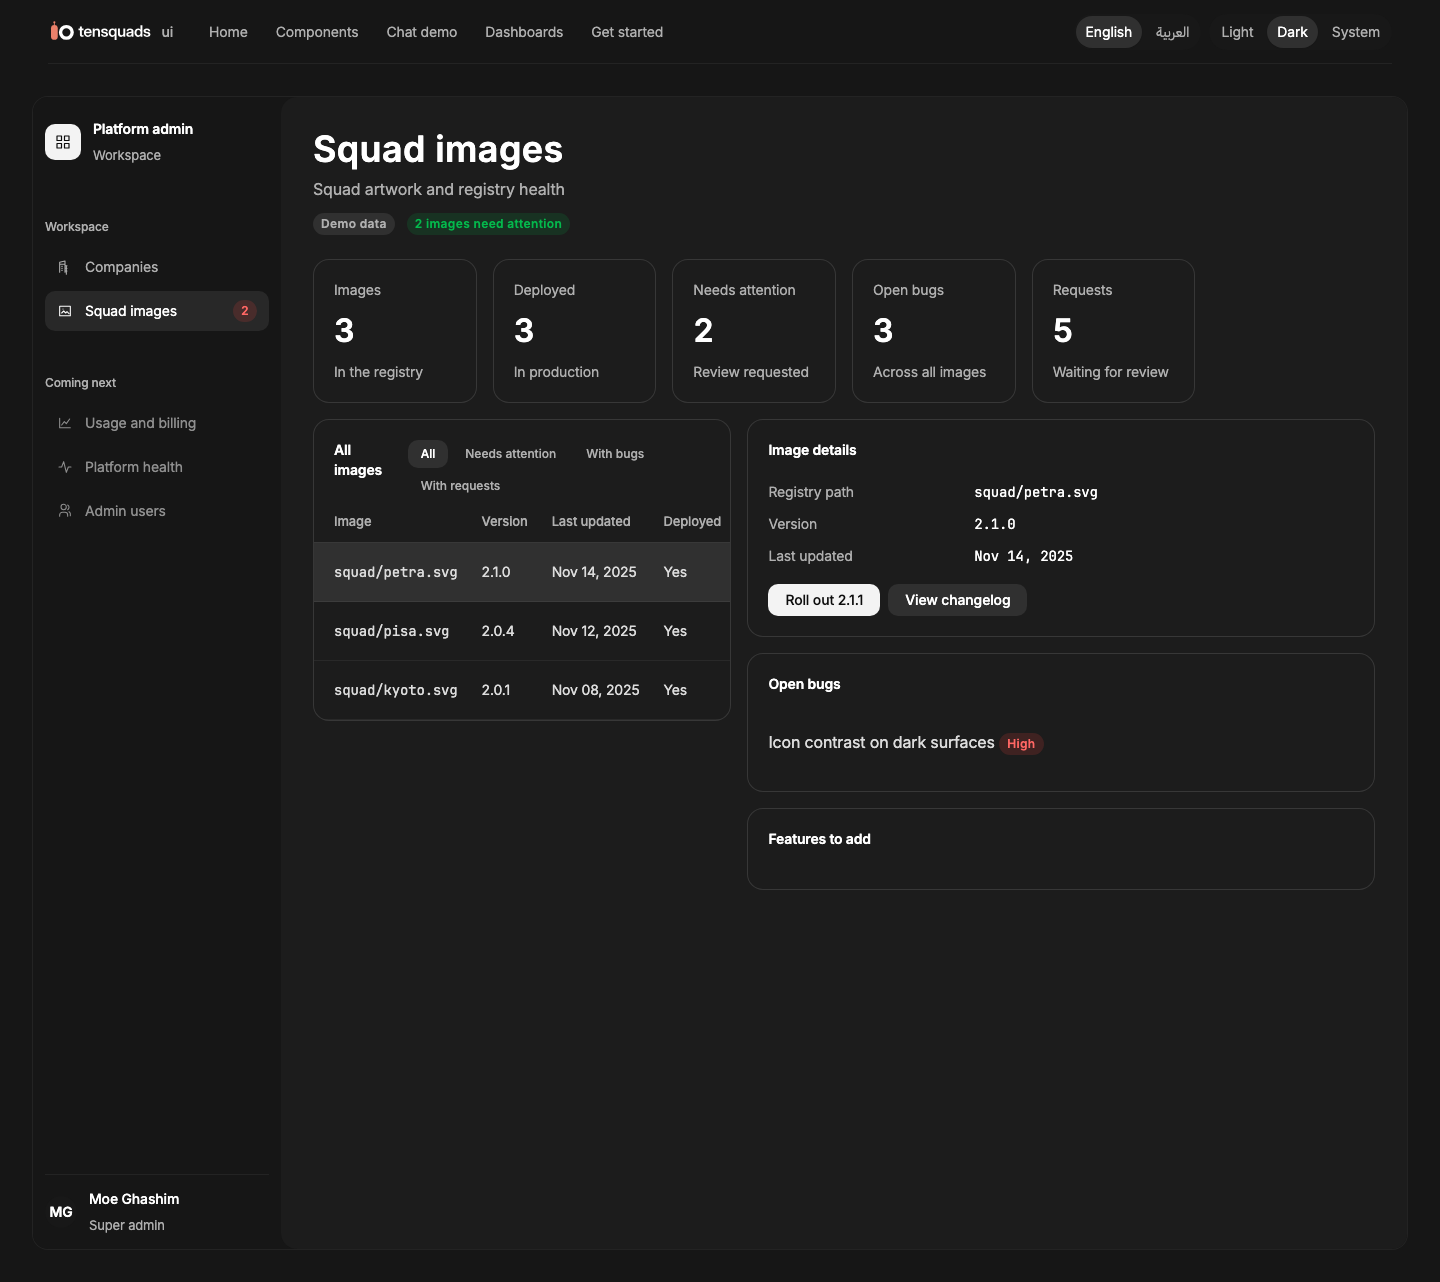 tensquads ui
Home
Components
Chat demo
Dashboards
Get started
English
العربية
Light
Dark
System
Platform admin
Workspace
Workspace
Companies
Squad images 2
Coming next
Usage and billing
Platform health
Admin users
MG
Moe Ghashim
Super admin
Squad images
Squad artwork and registry health
Demo data
2 images need attention
Images
3
In the registry
Deployed
3
In production
Needs attention
2
Review requested
Open bugs
3
Across all images
Requests
5
Waiting for review
All
images
All
Needs attention
With bugs
With requests
Image Version Last updated Deployed
squad/petra.svg 2.1.0 Nov 14, 2025 Yes
squad/pisa.svg 2.0.4 Nov 12, 2025 Yes
squad/kyoto.svg 2.0.1 Nov 08, 2025 Yes
Image details
Registry path squad/petra.svg
Version 2.1.0
Last updated Nov 14, 2025
Roll out 2.1.1
View changelog
Open bugs
Icon contrast on dark surfaces High
Features to add